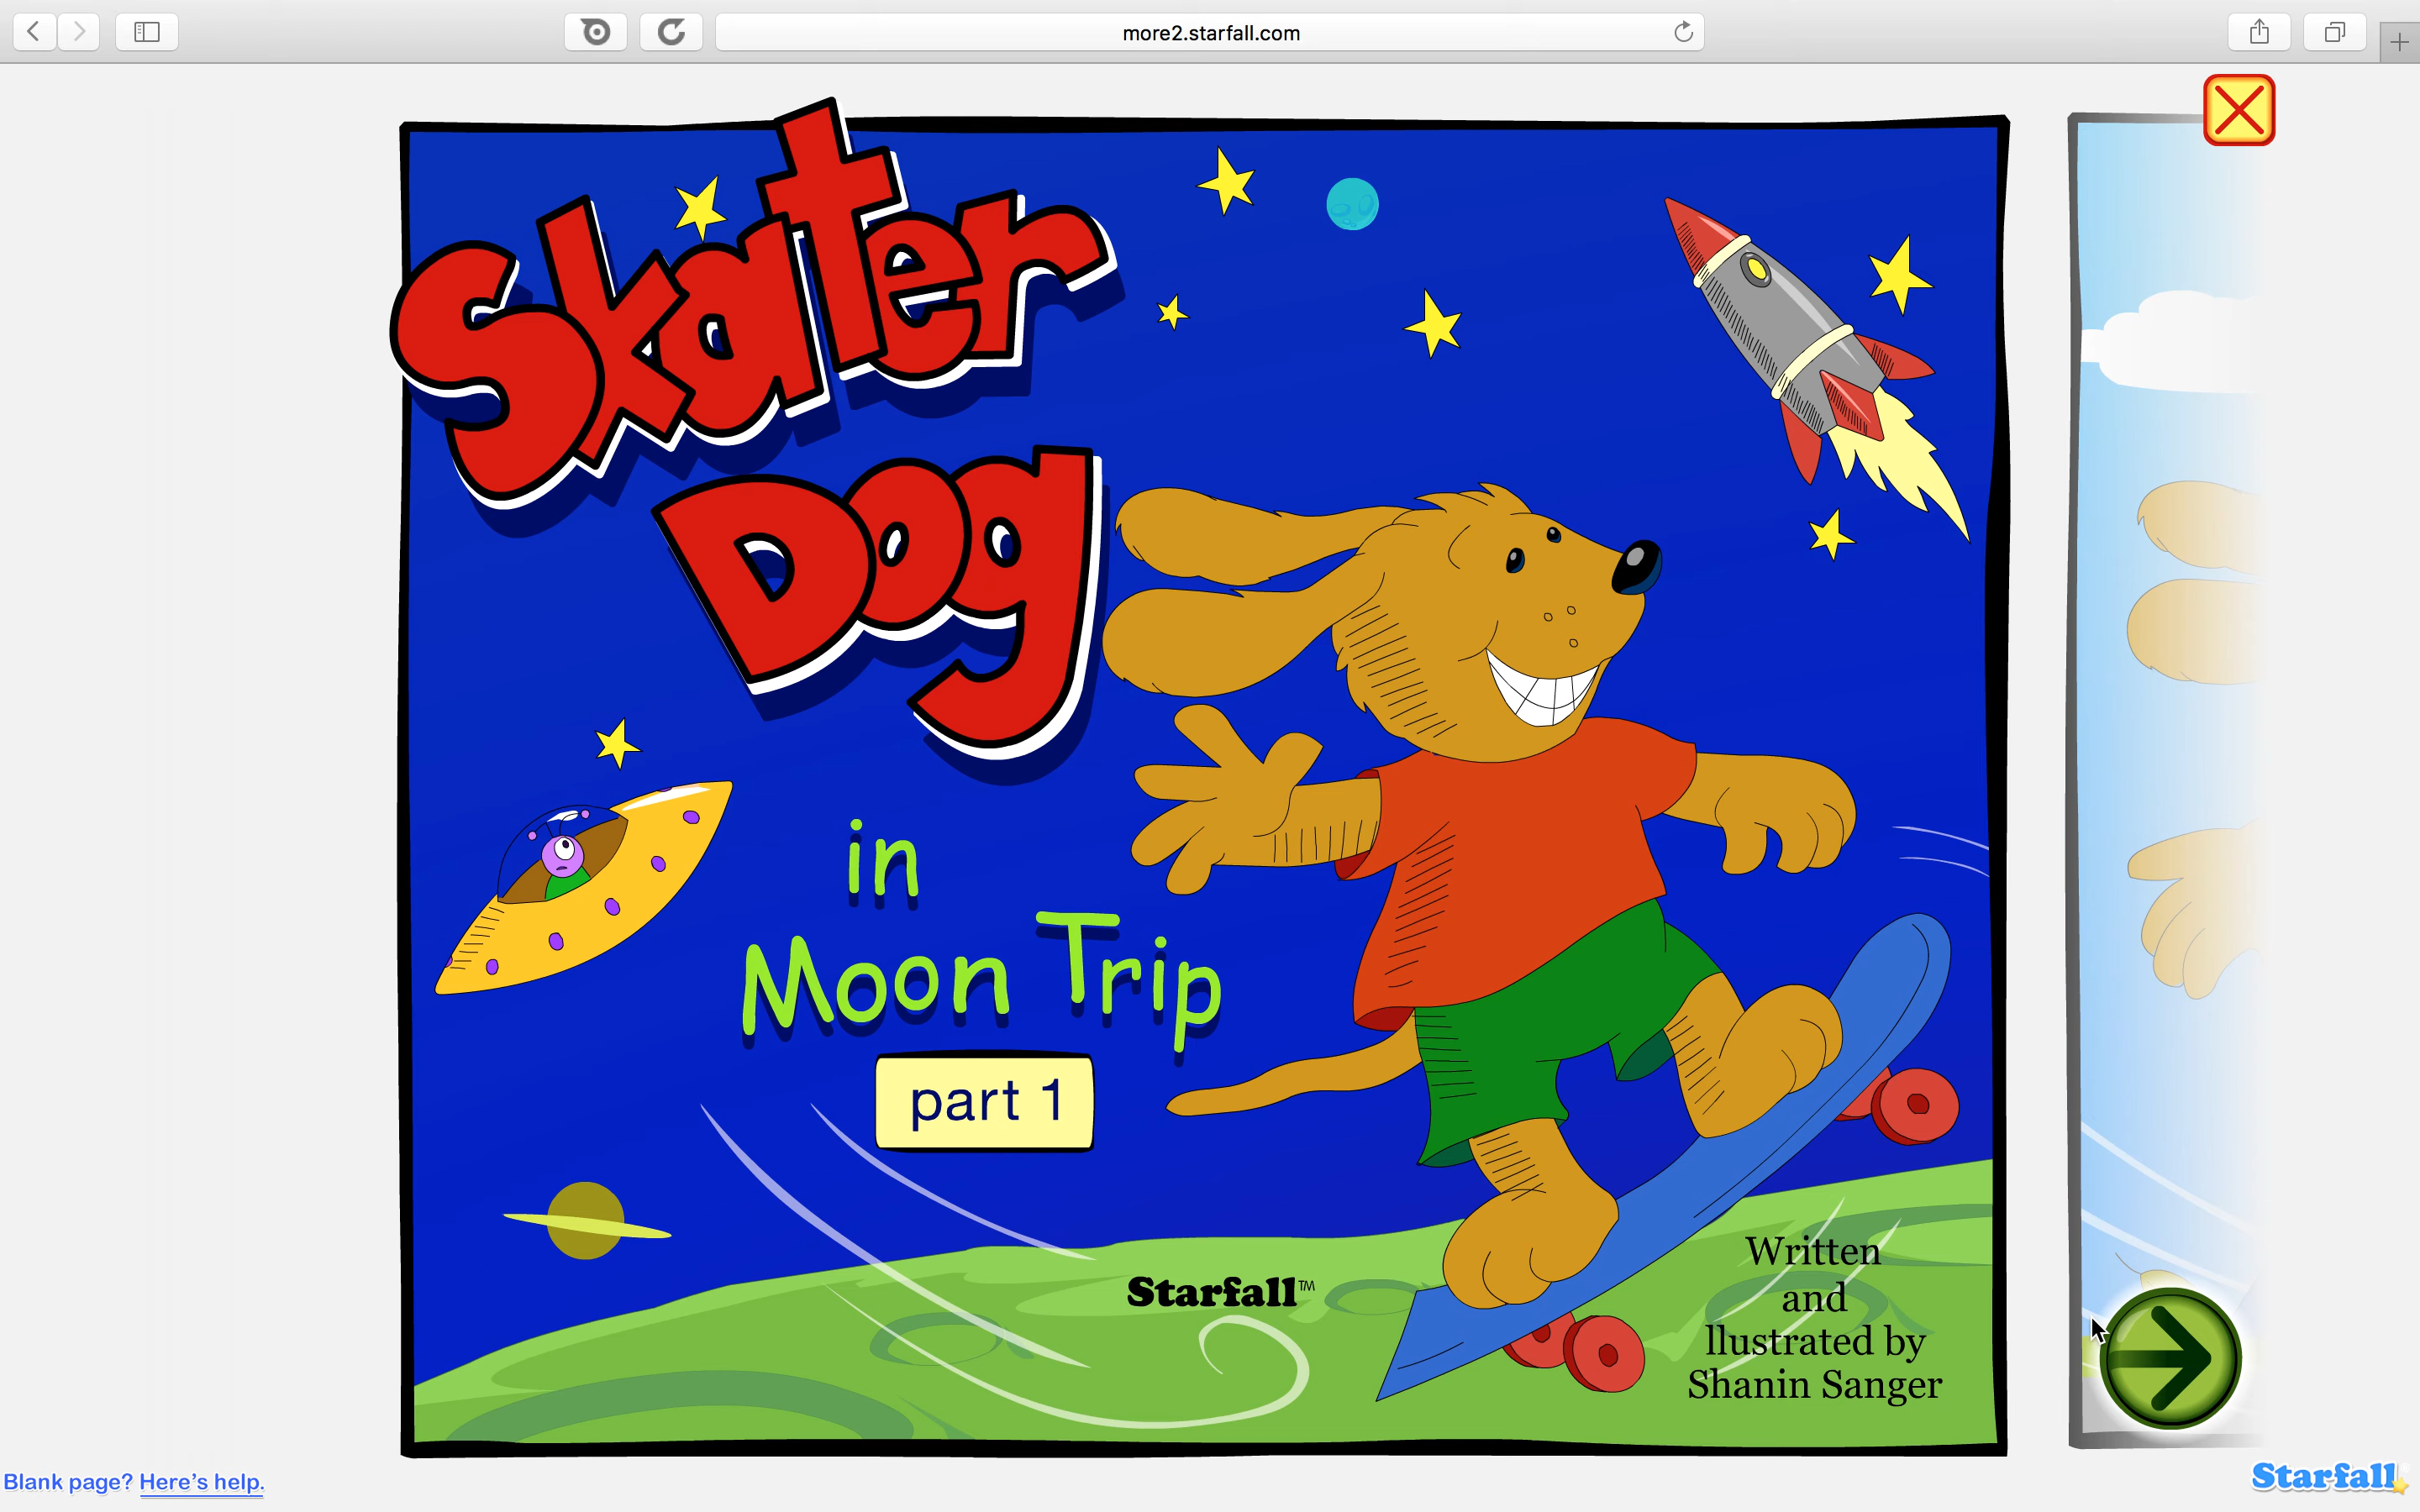 more2.starfall.com
Skater
Dog
in
Moon Trip
part 1
Starfall™
Written
and
llustrated by
Shanin Sanger
Blank page? Here's help.
Starfall